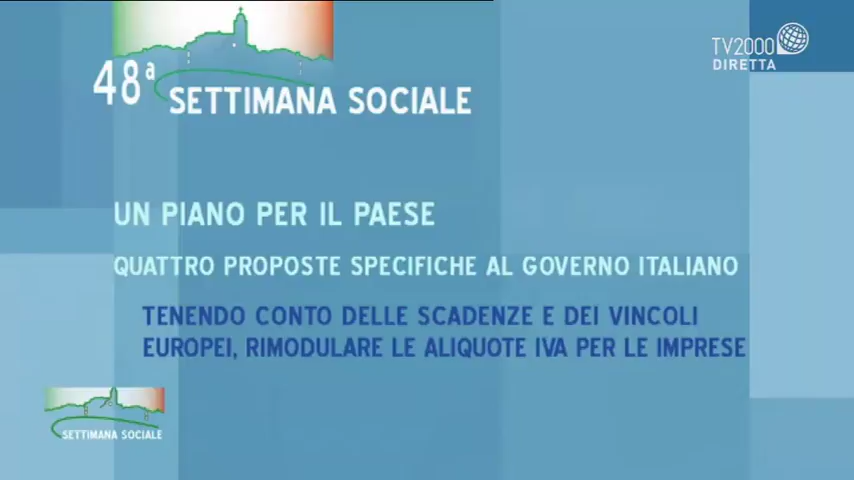 TV2000
DIRETTA
48ª SETTIMANA SOCIALE
UN PIANO PER IL PAESE
QUATTRO PROPOSTE SPECIFICHE AL GOVERNO ITALIANO
TENENDO CONTO DELLE SCADENZE E DEI VINCOLI
EUROPEI, RIMODULARE LE ALIQUOTE IVA PER LE IMPRESE
SETTIMANA SOCIALE